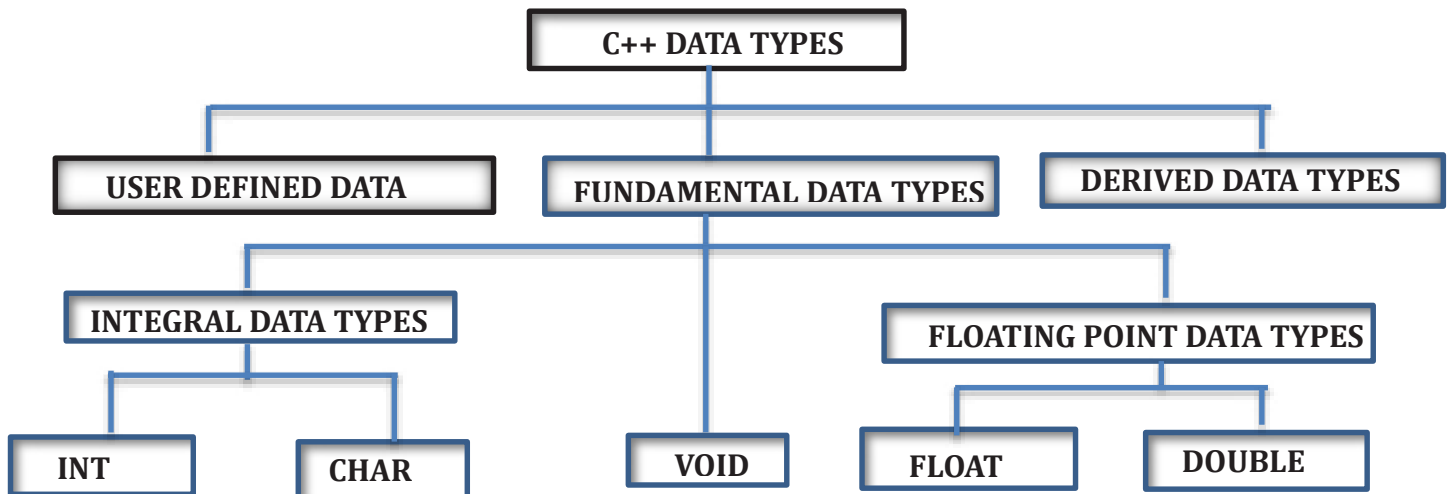 C++ DATA TYPES
USER DEFINED DATA
FUNDAMENTAL DATA TYPES
DERIVED DATA TYPES
INTEGRAL DATA TYPES
FLOATING POINT DATA TYPES
INT
CHAR
VOID
FLOAT
DOUBLE